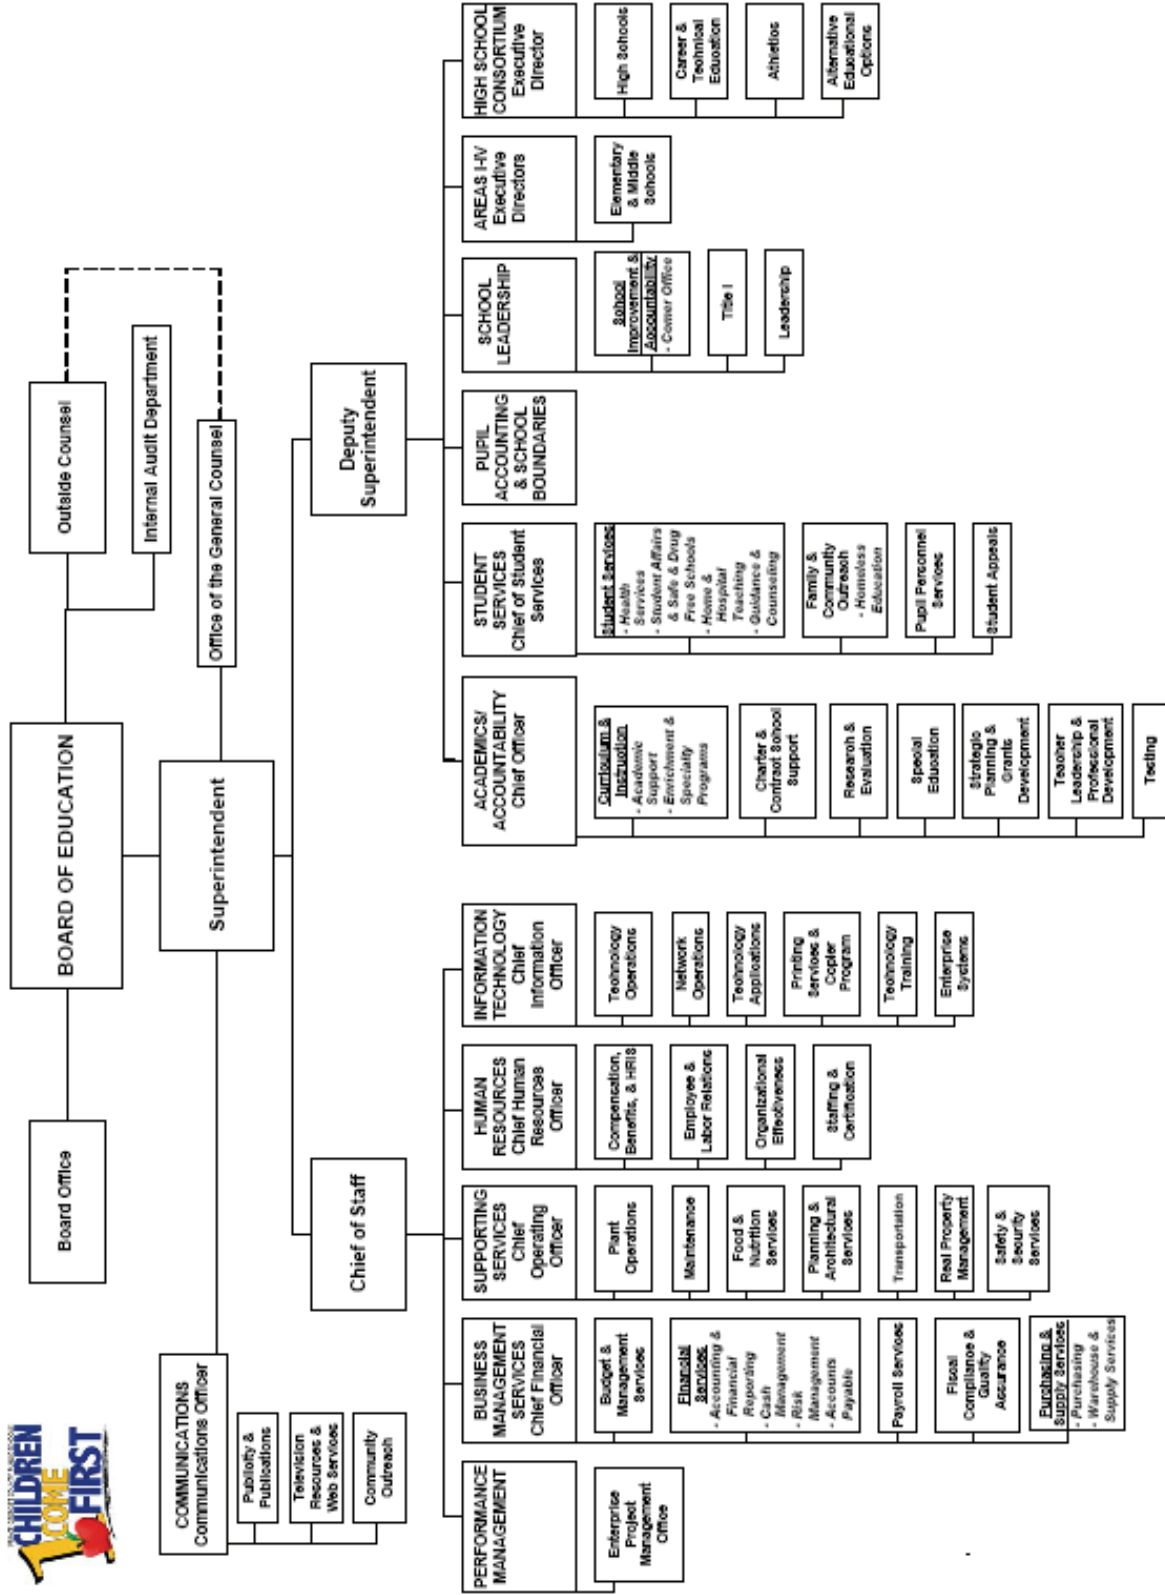 CHILDREN
COME
FIRST
BOARD OF EDUCATION
Board Office
Outside Counsel
Internal Audit Department
Superintendent
Office of the General Counsel
COMMUNICATIONS
Communications Officer
Publicity &
Publications
Television
Resources &
Web Services
Community
Outreach
Chief of Staff
Deputy
Superintendent
PERFORMANCE
MANAGEMENT
Enterprise
Project
Management
Office
BUSINESS
MANAGEMENT
SERVICES
Chief Financial
Officer
Budget &
Management
Services
Financial
Services
- Accounting &
Financial
Reporting
- Cash
Management
- Risk
Management
- Accounts
Payable
Payroll Services
Fiscal
Compliance &
Quality
Assurance
Purchasing &
Supply Services
- Purchasing
- Warehouse &
Supply Services
SUPPORTING
SERVICES
Chief
Operating
Officer
Plant
Operations
Maintenance
Food &
Nutrition
Services
Planning &
Architectural
Services
Transportation
Real Property
Management
Safety &
Security
Services
HUMAN
RESOURCES
Chief Human
Resources
Officer
Compensation,
Benefits, & HRIS
Employee &
Labor Relations
Organizational
Effectiveness
Staffing &
Certification
INFORMATION
TECHNOLOGY
Chief
Information
Officer
Technology
Operations
Network
Operations
Technology
Applications
Printing
Services &
Copier
Program
Technology
Training
Enterprise
Systems
ACADEMICS/
ACCOUNTABILITY
Chief Officer
Curriculum &
Instruction
- Academic
Support
- Enrichment &
Specialty
Programs
Charter &
Contract School
Support
Research &
Evaluation
Special
Education
Strategic
Planning &
Grants
Development
Teacher
Leadership &
Professional
Development
Testing
STUDENT
SERVICES
Chief of Student
Services
Student Services
- Health
Services
- Student Affairs
& Safe & Drug
Free Schools
- Home &
Hospital
Teaching
- Guidance &
Counseling
Family &
Community
Outreach
- Homeless
Education
Pupil Personnel
Services
Student Appeals
PUPIL
ACCOUNTING
& SCHOOL
BOUNDARIES
SCHOOL
LEADERSHIP
School
Improvement &
Accountability
- Comer Office
Title I
Leadership
AREAS I-IV
Executive
Directors
Elementary
& Middle
Schools
HIGH SCHOOL
CONSORTIUM
Executive
Director
High Schools
Career &
Technical
Education
Athletics
Alternative
Educational
Options